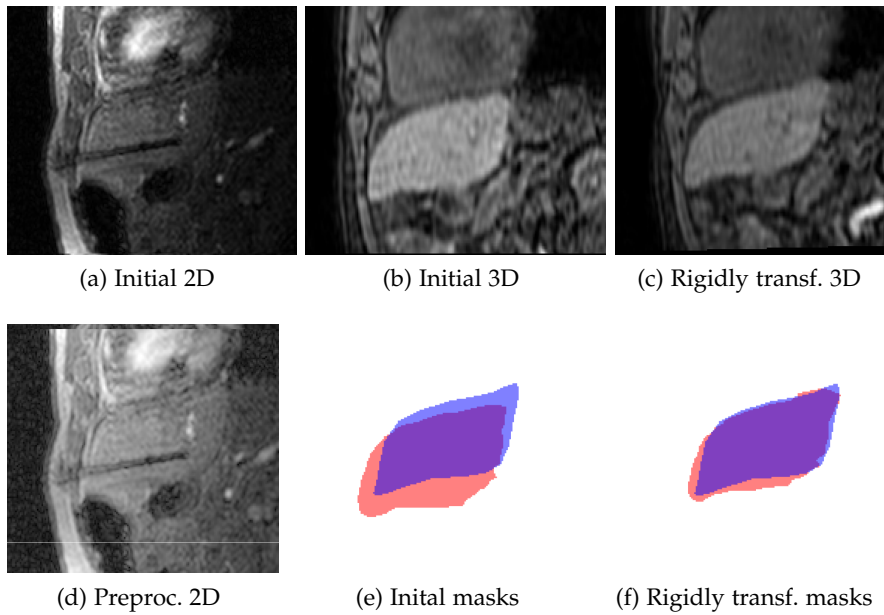 (a) Initial 2D
(b) Initial 3D
(c) Rigidly transf. 3D
(d) Preproc. 2D
(e) Inital masks
(f) Rigidly transf. masks